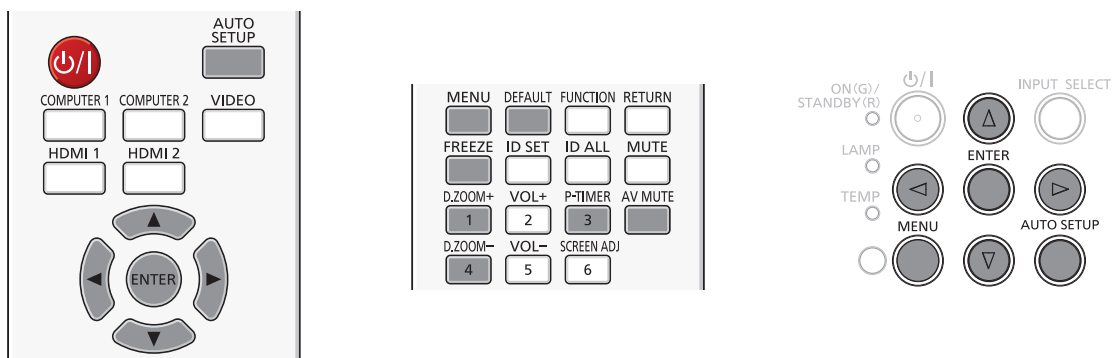 AUTO
SETUP
⏻/I
COMPUTER 1 COMPUTER 2 VIDEO
HDMI 1 HDMI 2
ENTER
MENU DEFAULT FUNCTION RETURN
FREEZE ID SET ID ALL MUTE
D.ZOOM+ VOL+ P-TIMER AV MUTE
1 2 3
D.ZOOM− VOL− SCREEN ADJ
4 5 6
⏻/I INPUT SELECT
ON(G)/
STANDBY(R)
LAMP
ENTER
TEMP
MENU AUTO SETUP